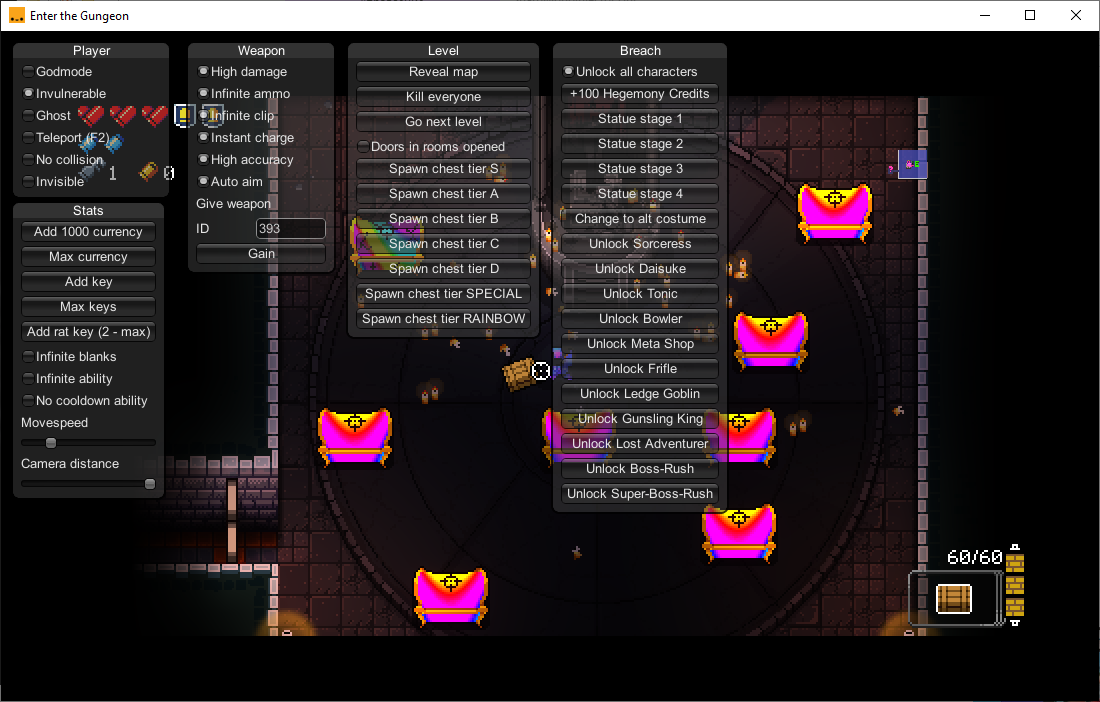 Enter the Gungeon
Player
Godmode
Invulnerable
Ghost
Teleport (F2)
No collision
Invisible
1
0
Stats
Add 1000 currency
Max currency
Add key
Max keys
Add rat key (2 - max)
Infinite blanks
Infinite ability
No cooldown ability
Movespeed
Camera distance
Weapon
High damage
Infinite ammo
Infinite clip
Instant charge
High accuracy
Auto aim
Give weapon
ID 393
Gain
Level
Reveal map
Kill everyone
Go next level
Doors in rooms opened
Spawn chest tier S
Spawn chest tier A
Spawn chest tier B
Spawn chest tier C
Spawn chest tier D
Spawn chest tier SPECIAL
Spawn chest tier RAINBOW
Breach
Unlock all characters
+100 Hegemony Credits
Statue stage 1
Statue stage 2
Statue stage 3
Statue stage 4
Change to alt costume
Unlock Sorceress
Unlock Daisuke
Unlock Tonic
Unlock Bowler
Unlock Meta Shop
Unlock Frifle
Unlock Ledge Goblin
Unlock Gunsling King
Unlock Lost Adventurer
Unlock Boss-Rush
Unlock Super-Boss-Rush
60/60